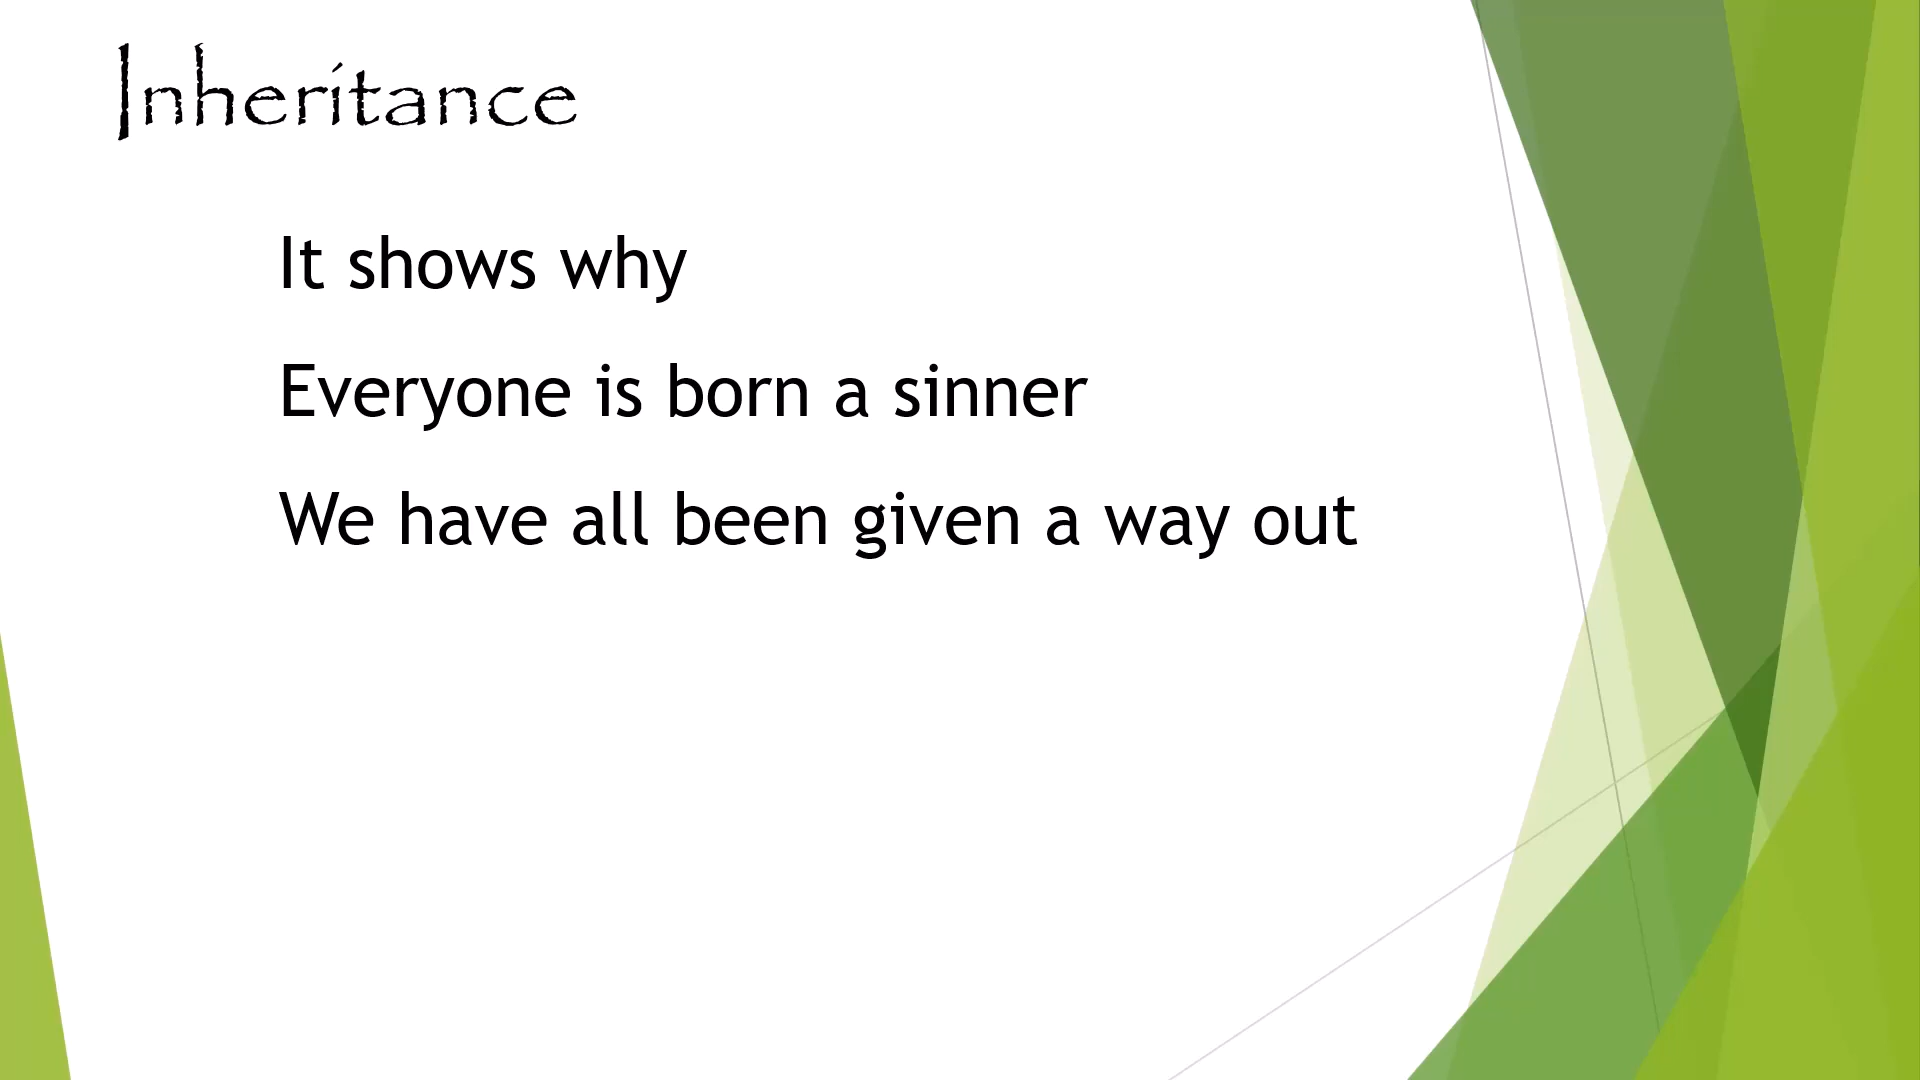 Inheritance
It shows why
Everyone is born a sinner
We have all been given a way out